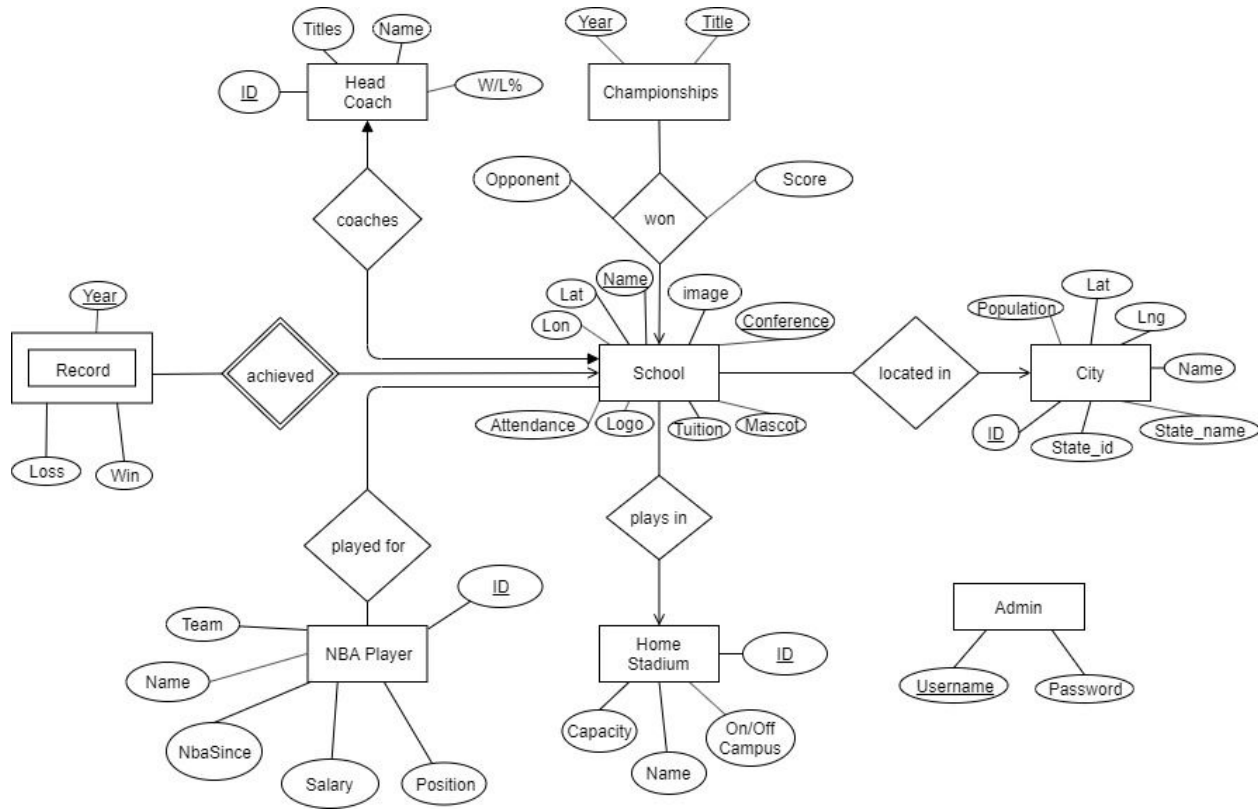 Titles
Name
Year
Title
ID
Head
Coach
W/L%
Championships
Opponent
Score
coaches
won
Year
Lat
Name
image
Lon
Conference
Population
Lat
Lng
Record
achieved
School
located in
City
Name
Attendance
Logo
Tuition
Mascot
ID
State_id
State_name
Loss
Win
plays in
played for
ID
Team
NBA Player
Name
Home
Stadium
ID
Admin
NbaSince
Salary
Position
Capacity
Name
On/Off
Campus
Username
Password